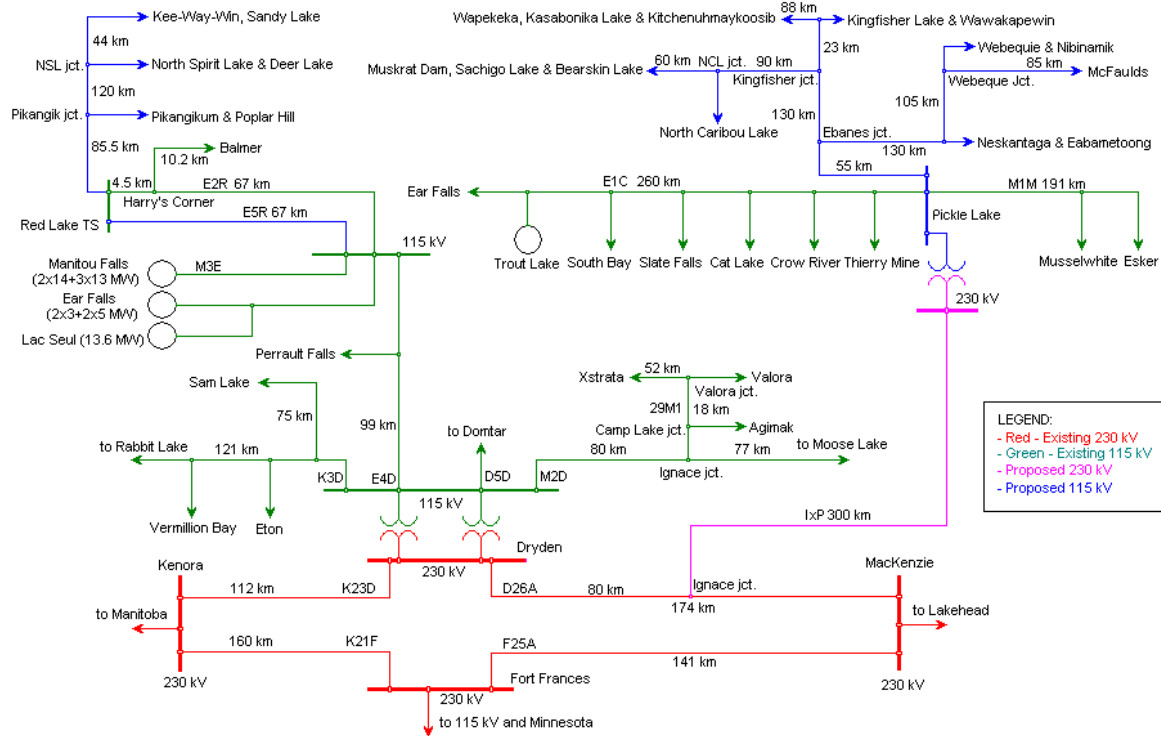 88 km
Kee-Way-Win, Sandy Lake
Wapekeka, Kasabonika Lake & Kitchenuhmaykoosib
Kingfisher Lake & Wawakapewin
44 km
23 km
Webequie & Nibinamik
NSL jct.
North Spirit Lake & Deer Lake
Muskrat Dam, Sachigo Lake & Bearskin Lake
60 km
NCL jct.
90 km
85 km
McFaulds
Kingfisher jct.
Webeque Jct.
120 km
105 km
Pikangik jct.
Pikangikum & Poplar Hill
130 km
North Caribou Lake
Ebanes jct.
85.5 km
Balmer
130 km
Neskantaga & Eabametoong
10.2 km
55 km
4.5 km
E2R 67 km
Ear Falls
E1C 260 km
M1M 191 km
Harry's Corner
Red Lake TS
E5R 67 km
Pickle Lake
115 kV
Trout Lake
South Bay
Slate Falls
Cat Lake
Crow River
Thierry Mine
Musselwhite
Esker
Manitou Falls
(2x14+3x13 MW)
M3E
Ear Falls
(2x3+2x5 MW)
230 kV
Lac Seul (13.6 MW)
Perrault Falls
Sam Lake
Xstrata
52 km
Valora
Valora jct.
75 km
99 km
29M1
18 km
to Domtar
Camp Lake jct.
Agimak
to Rabbit Lake
121 km
80 km
77 km
to Moose Lake
Ignace jct.
K3D
E4D
D5D
M2D
115 kV
LEGEND:
- Red - Existing 230 kV
- Green - Existing 115 kV
- Proposed 230 kV
- Proposed 115 kV
Vermillion Bay
Eton
IxP 300 km
Dryden
Kenora
230 kV
MacKenzie
112 km
K23D
D26A
80 km
Ignace jct.
174 km
to Manitoba
to Lakehead
160 km
K21F
F25A
141 km
230 kV
Fort Frances
230 kV
230 kV
to 115 kV and Minnesota